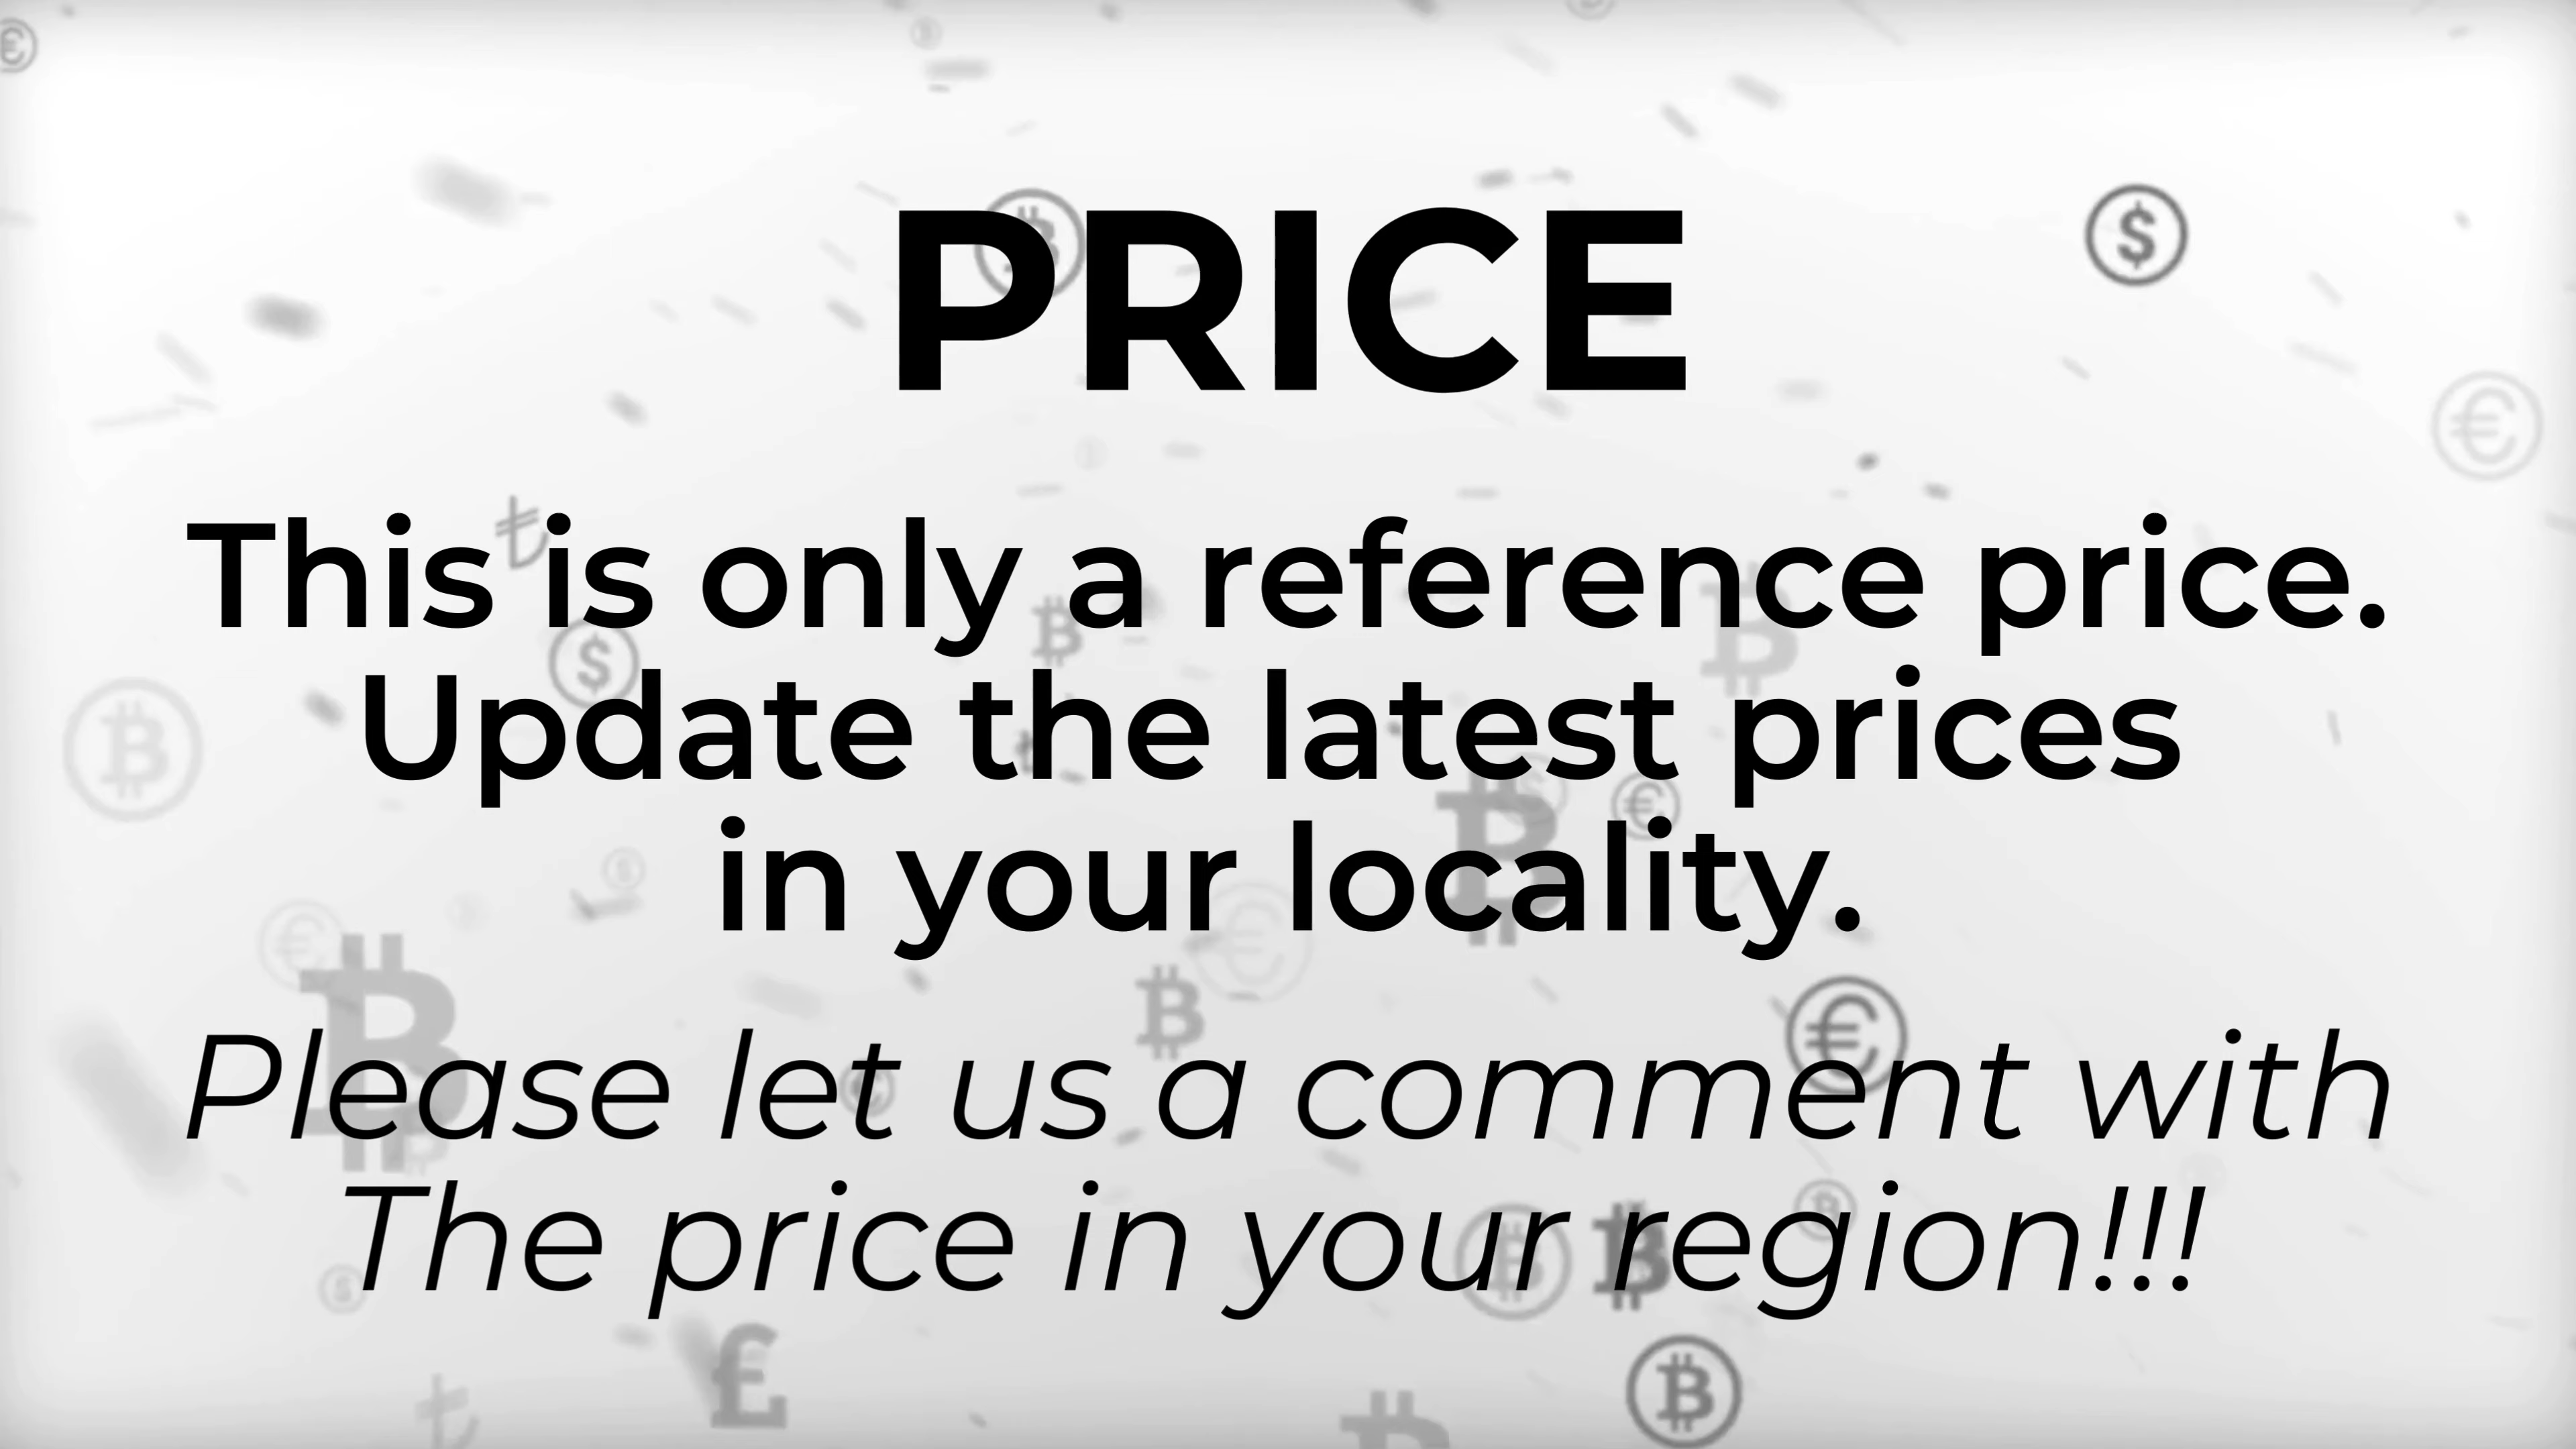 PRICE
This is only a reference price.
Update the latest prices
in your locality.
Please let us a comment with
The price in your region!!!